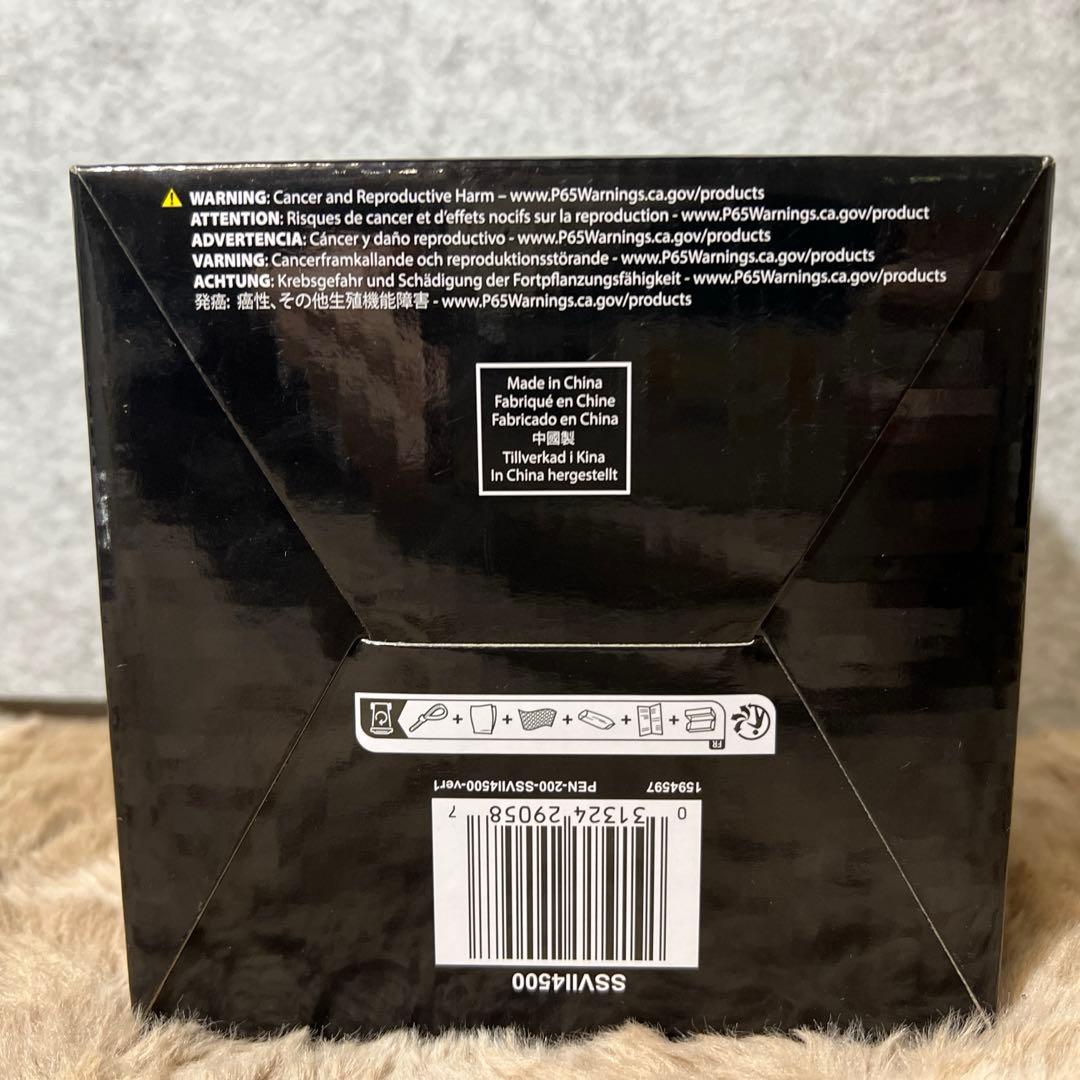 WARNING: Cancer and Reproductive Harm – www.P65Warnings.ca.gov/products
ATTENTION: Risques de cancer et d'effets nocifs sur la reproduction - www.P65Warnings.ca.gov/product
ADVERTENCIA: Cáncer y daño reproductivo - www.P65Warnings.ca.gov/products
VARNING: Cancerframkallande och reproduktionsstörande - www.P65Warnings.ca.gov/products
ACHTUNG: Krebsgefahr und Schädigung der Fortpflanzungsfähigkeit - www.P65Warnings.ca.gov/products
発癌: 癌性、その他生殖機能障害 - www.P65Warnings.ca.gov/products
Made in China
Fabriqué en Chine
Fabricado en China
中國製
Tillverkad i Kina
In China hergestellt
SSVII4500
0 31324 29058 7
1594597 PEN-200-SSVII4500-ver1
FR